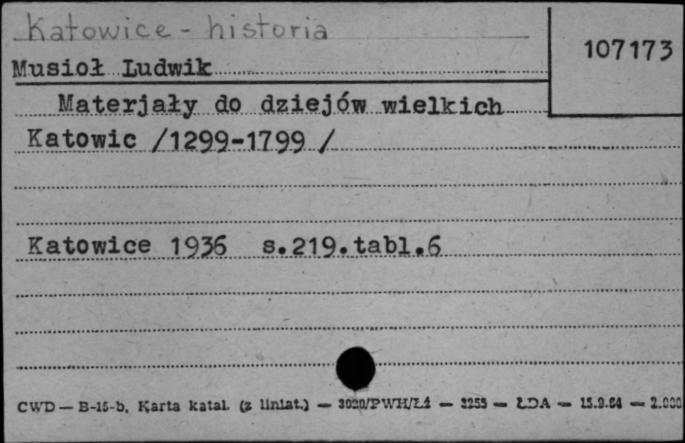 Katowice - historia
107173
Musioł Ludwik
Materjały do dziejów wielkich
Katowic /1299-1799 /
Katowice 1936 s.219.tabl.6
CWD — B-15-b. Karta katal. (z liniat.) — 3020/PWH/Łi — 3253 — ŁDA — 15.9.64 — 2.000